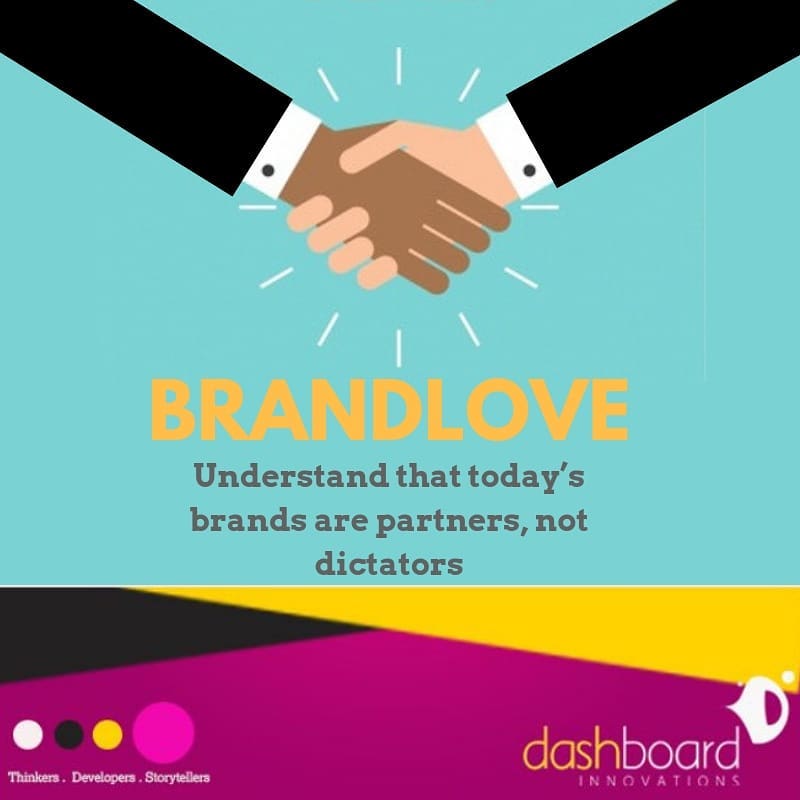 BRANDLOVE
Understand that today’s
brands are partners, not
dictators
Thinkers . Developers . Storytellers
dashboard
INNOVATIONS